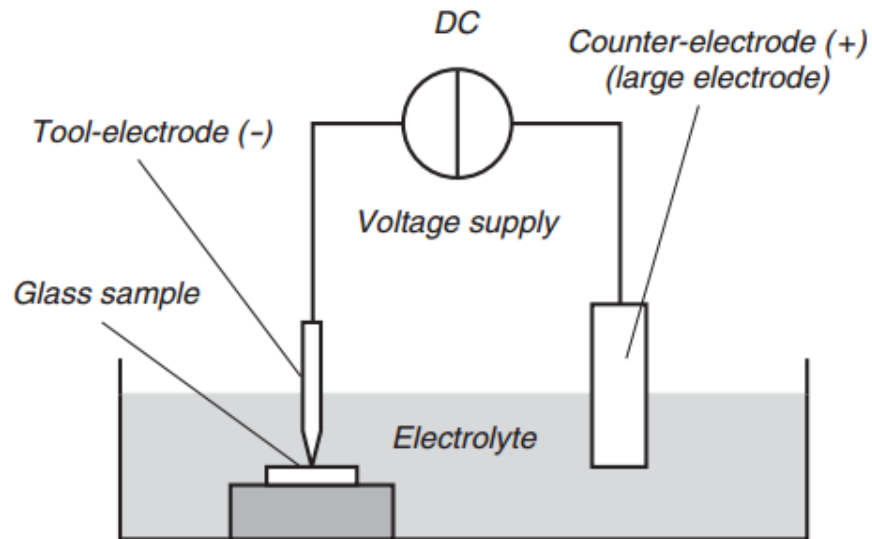 DC
Counter-electrode (+)
(large electrode)
Tool-electrode (-)
Voltage supply
Glass sample
Electrolyte